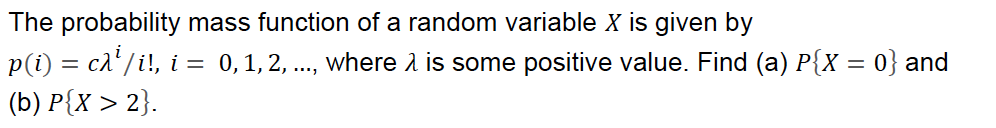 The probability mass function of a random variable X is given by
p(i) = cλⁱ/i!, i = 0, 1, 2, ..., where λ is some positive value. Find (a) P{X = 0} and
(b) P{X > 2}.